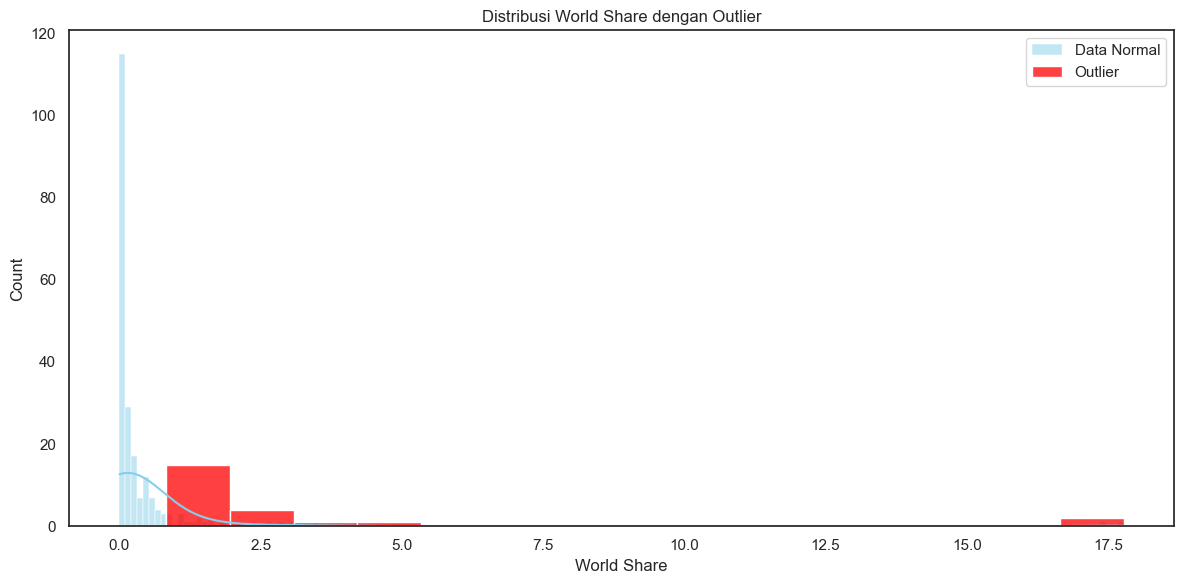 Distribusi World Share dengan Outlier
Data Normal
Outlier
120
100
80
60
40
20
0
Count
0.0 2.5 5.0 7.5 10.0 12.5 15.0 17.5
World Share